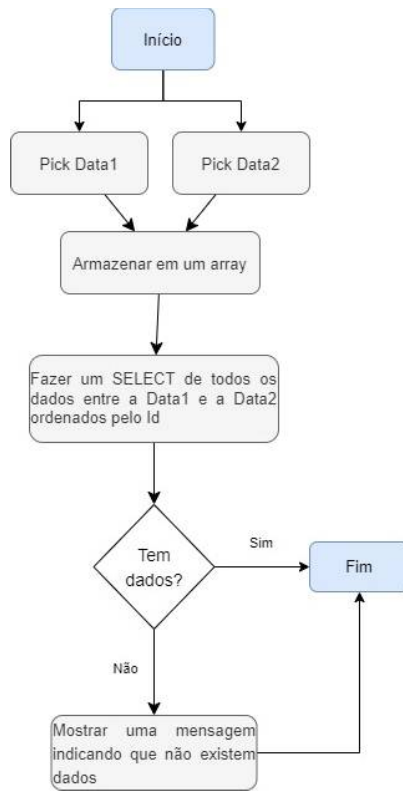 Início
Pick Data1
Pick Data2
Armazenar em um array
Fazer um SELECT de todos os
dados entre a Data1 e a Data2
ordenados pelo Id
Tem
dados?
Sim
Fim
Não
Mostrar uma mensagem
indicando que não existem
dados